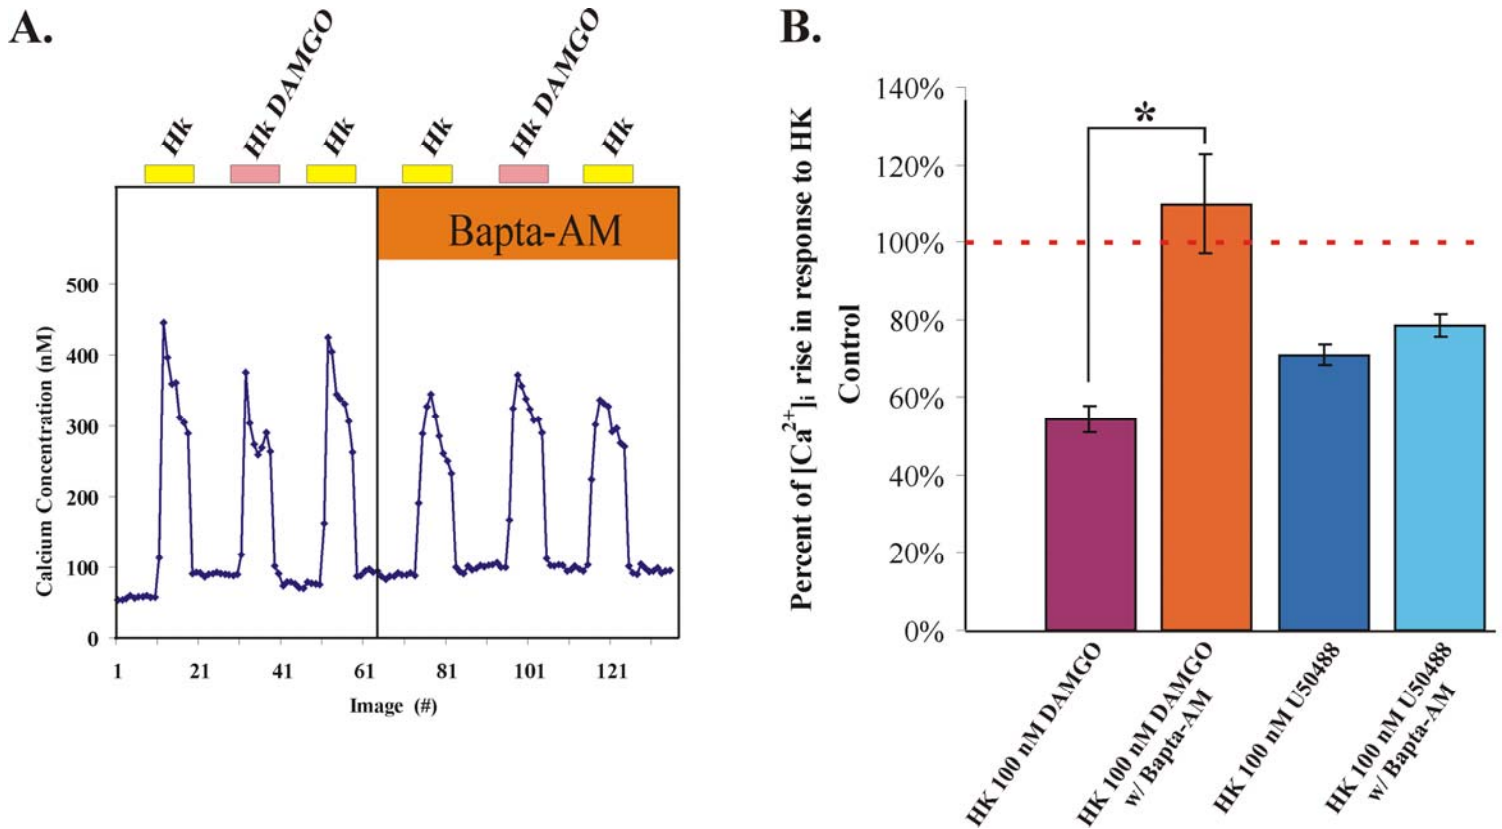 A.
Hk
Hk DAMGO
Hk
Hk
Hk DAMGO
Hk
Bapta-AM
500
400
300
200
100
0
Calcium Concentration (nM)
1 21 41 61 81 101 121
Image (#)
B.
Percent of [Ca2+]i rise in response to HK
Control
140%
120%
100%
80%
60%
40%
20%
0%
*
HK 100 nM DAMGO
HK 100 nM DAMGO
w/ Bapta-AM
HK 100 nM U50488
HK 100 nM U50488
w/ Bapta-AM